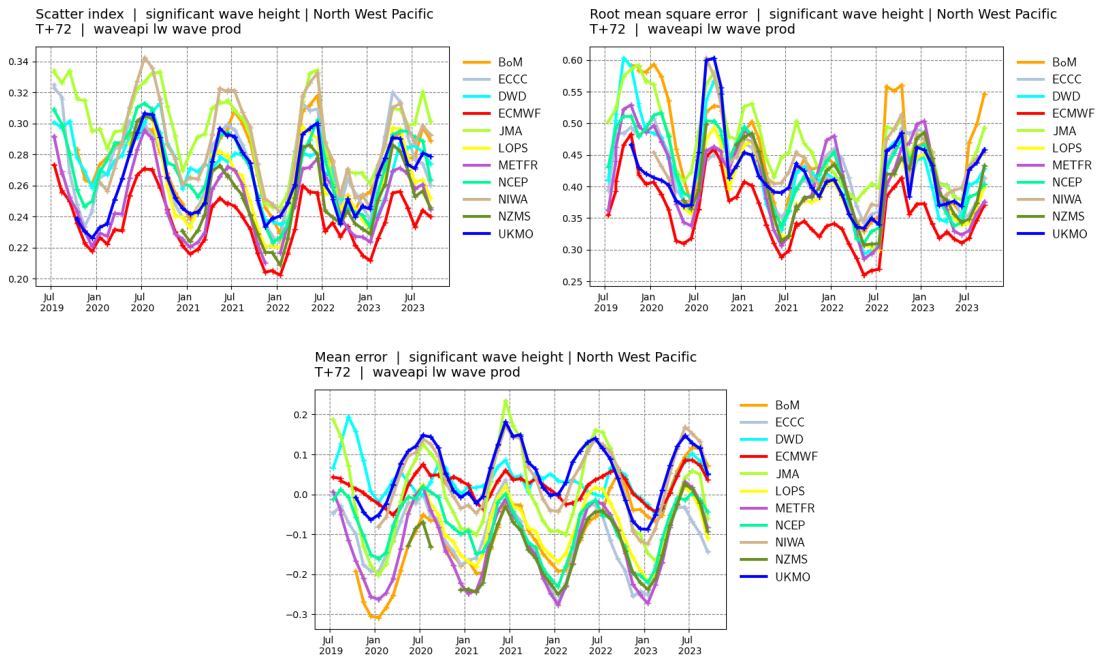 Scatter index | significant wave height | North West Pacific
T+72 | waveapi lw wave prod
0.34
0.32
0.30
0.28
0.26
0.24
0.22
0.20
Jul 2019
Jan 2020
Jul 2020
Jan 2021
Jul 2021
Jan 2022
Jul 2022
Jan 2023
Jul 2023
BoM
ECCC
DWD
ECMWF
JMA
LOPS
METFR
NCEP
NIWA
NZMS
UKMO
Root mean square error | significant wave height | North West Pacific
T+72 | waveapi lw wave prod
0.60
0.55
0.50
0.45
0.40
0.35
0.30
0.25
Jul 2019
Jan 2020
Jul 2020
Jan 2021
Jul 2021
Jan 2022
Jul 2022
Jan 2023
Jul 2023
BoM
ECCC
DWD
ECMWF
JMA
LOPS
METFR
NCEP
NIWA
NZMS
UKMO
Mean error | significant wave height | North West Pacific
T+72 | waveapi lw wave prod
0.2
0.1
0.0
−0.1
−0.2
−0.3
Jul 2019
Jan 2020
Jul 2020
Jan 2021
Jul 2021
Jan 2022
Jul 2022
Jan 2023
Jul 2023
BoM
ECCC
DWD
ECMWF
JMA
LOPS
METFR
NCEP
NIWA
NZMS
UKMO